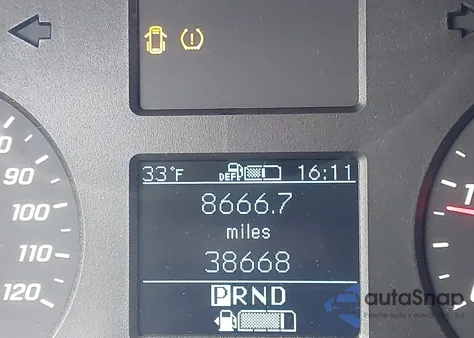 33°F DEF 16:11
8666.7
miles
38668
PRND
90
100
110
120
autoSnap